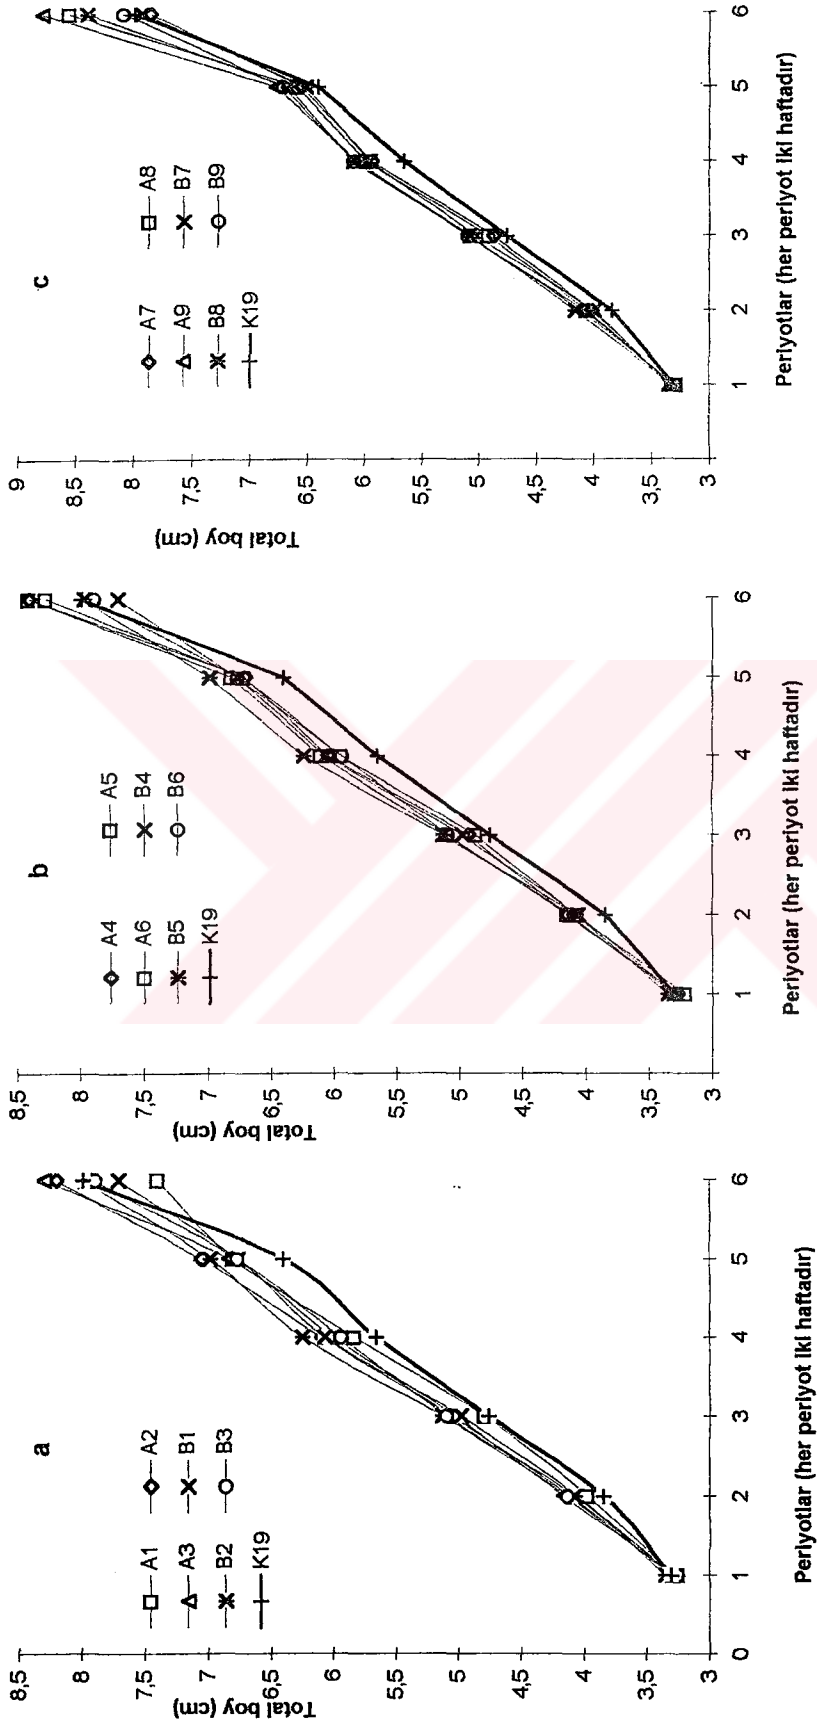 a
A1
A2
A3
B1
B2
B3
K19
Total boy (cm)
8,5
8
7,5
7
6,5
6
5,5
5
4,5
4
3,5
3
0
1
2
3
4
5
6
Periyotlar (her periyot iki haftadır)
b
A4
A5
A6
B4
B5
B6
K19
Total boy (cm)
8,5
8
7,5
7
6,5
6
5,5
5
4,5
4
3,5
3
1
2
3
4
5
6
Periyotlar (her periyot iki haftadır)
c
A7
A8
A9
B7
B8
B9
K19
Total boy (cm)
9
8,5
8
7,5
7
6,5
6
5,5
5
4,5
4
3,5
3
1
2
3
4
5
6
Periyotlar (her periyot iki haftadır)